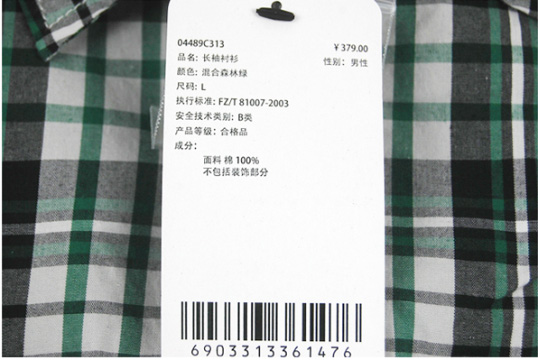 04489C313 ￥379.00
品名: 长袖衬衫 性别: 男性
颜色: 混合森林绿
尺码: L
执行标准: FZ/T 81007-2003
安全技术类别: B类
产品等级: 合格品
成分:
面料 棉 100%
不包括装饰部分
6903313361476